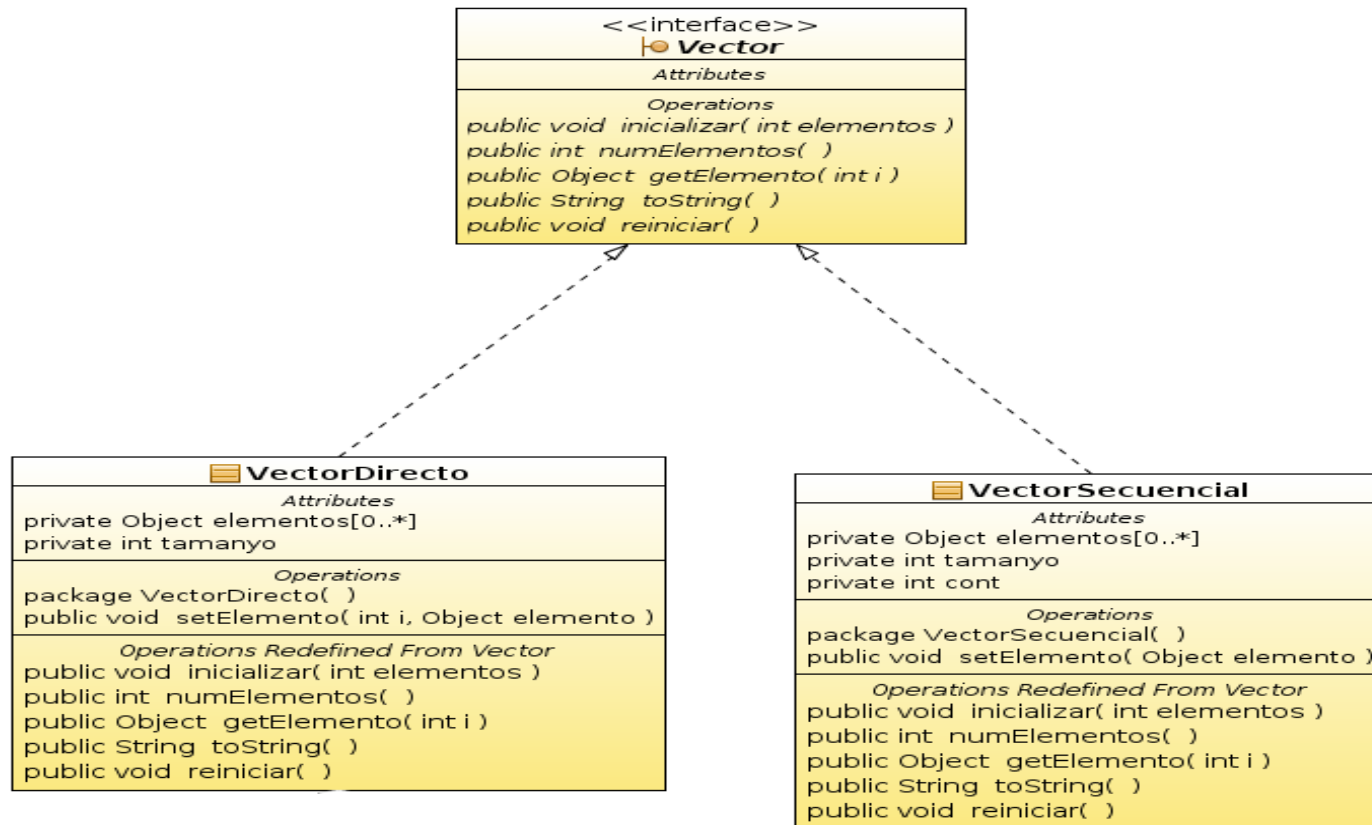 <<interface>>
Vector
Attributes
Operations
public void inicializar( int elementos )
public int numElementos( )
public Object getElemento( int i )
public String toString( )
public void reiniciar( )
VectorDirecto
Attributes
private Object elementos[0..*]
private int tamanyo
Operations
package VectorDirecto( )
public void setElemento( int i, Object elemento )
Operations Redefined From Vector
public void inicializar( int elementos )
public int numElementos( )
public Object getElemento( int i )
public String toString( )
public void reiniciar( )
VectorSecuencial
Attributes
private Object elementos[0..*]
private int tamanyo
private int cont
Operations
package VectorSecuencial( )
public void setElemento( Object elemento )
Operations Redefined From Vector
public void inicializar( int elementos )
public int numElementos( )
public Object getElemento( int i )
public String toString( )
public void reiniciar( )